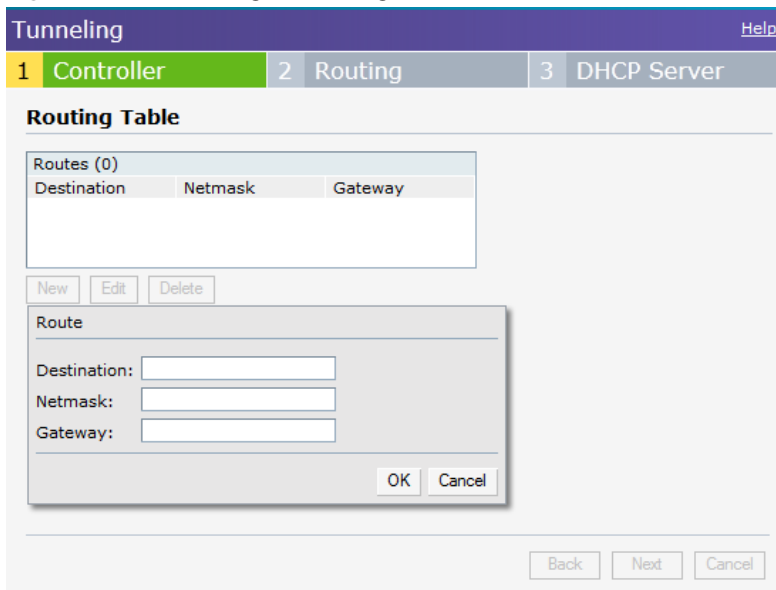 Tunneling Help
1 Controller 2 Routing 3 DHCP Server
Routing Table
Routes (0)
Destination Netmask Gateway
New Edit Delete
Route
Destination:
Netmask:
Gateway:
OK Cancel
Back Next Cancel